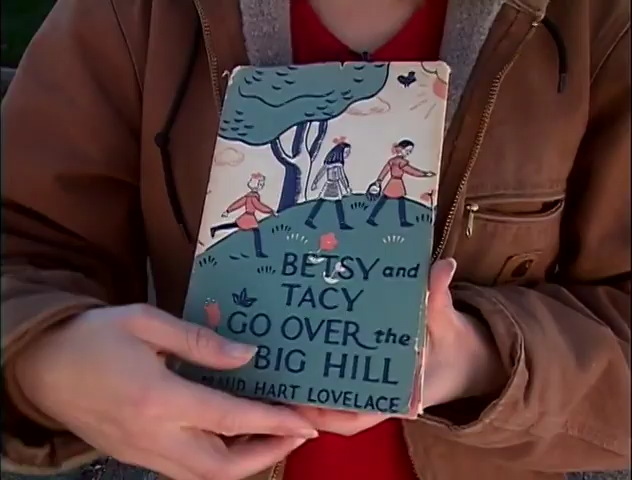 BETSY and
TACY
GO OVER the
BIG HILL
MAUD HART LOVELACE